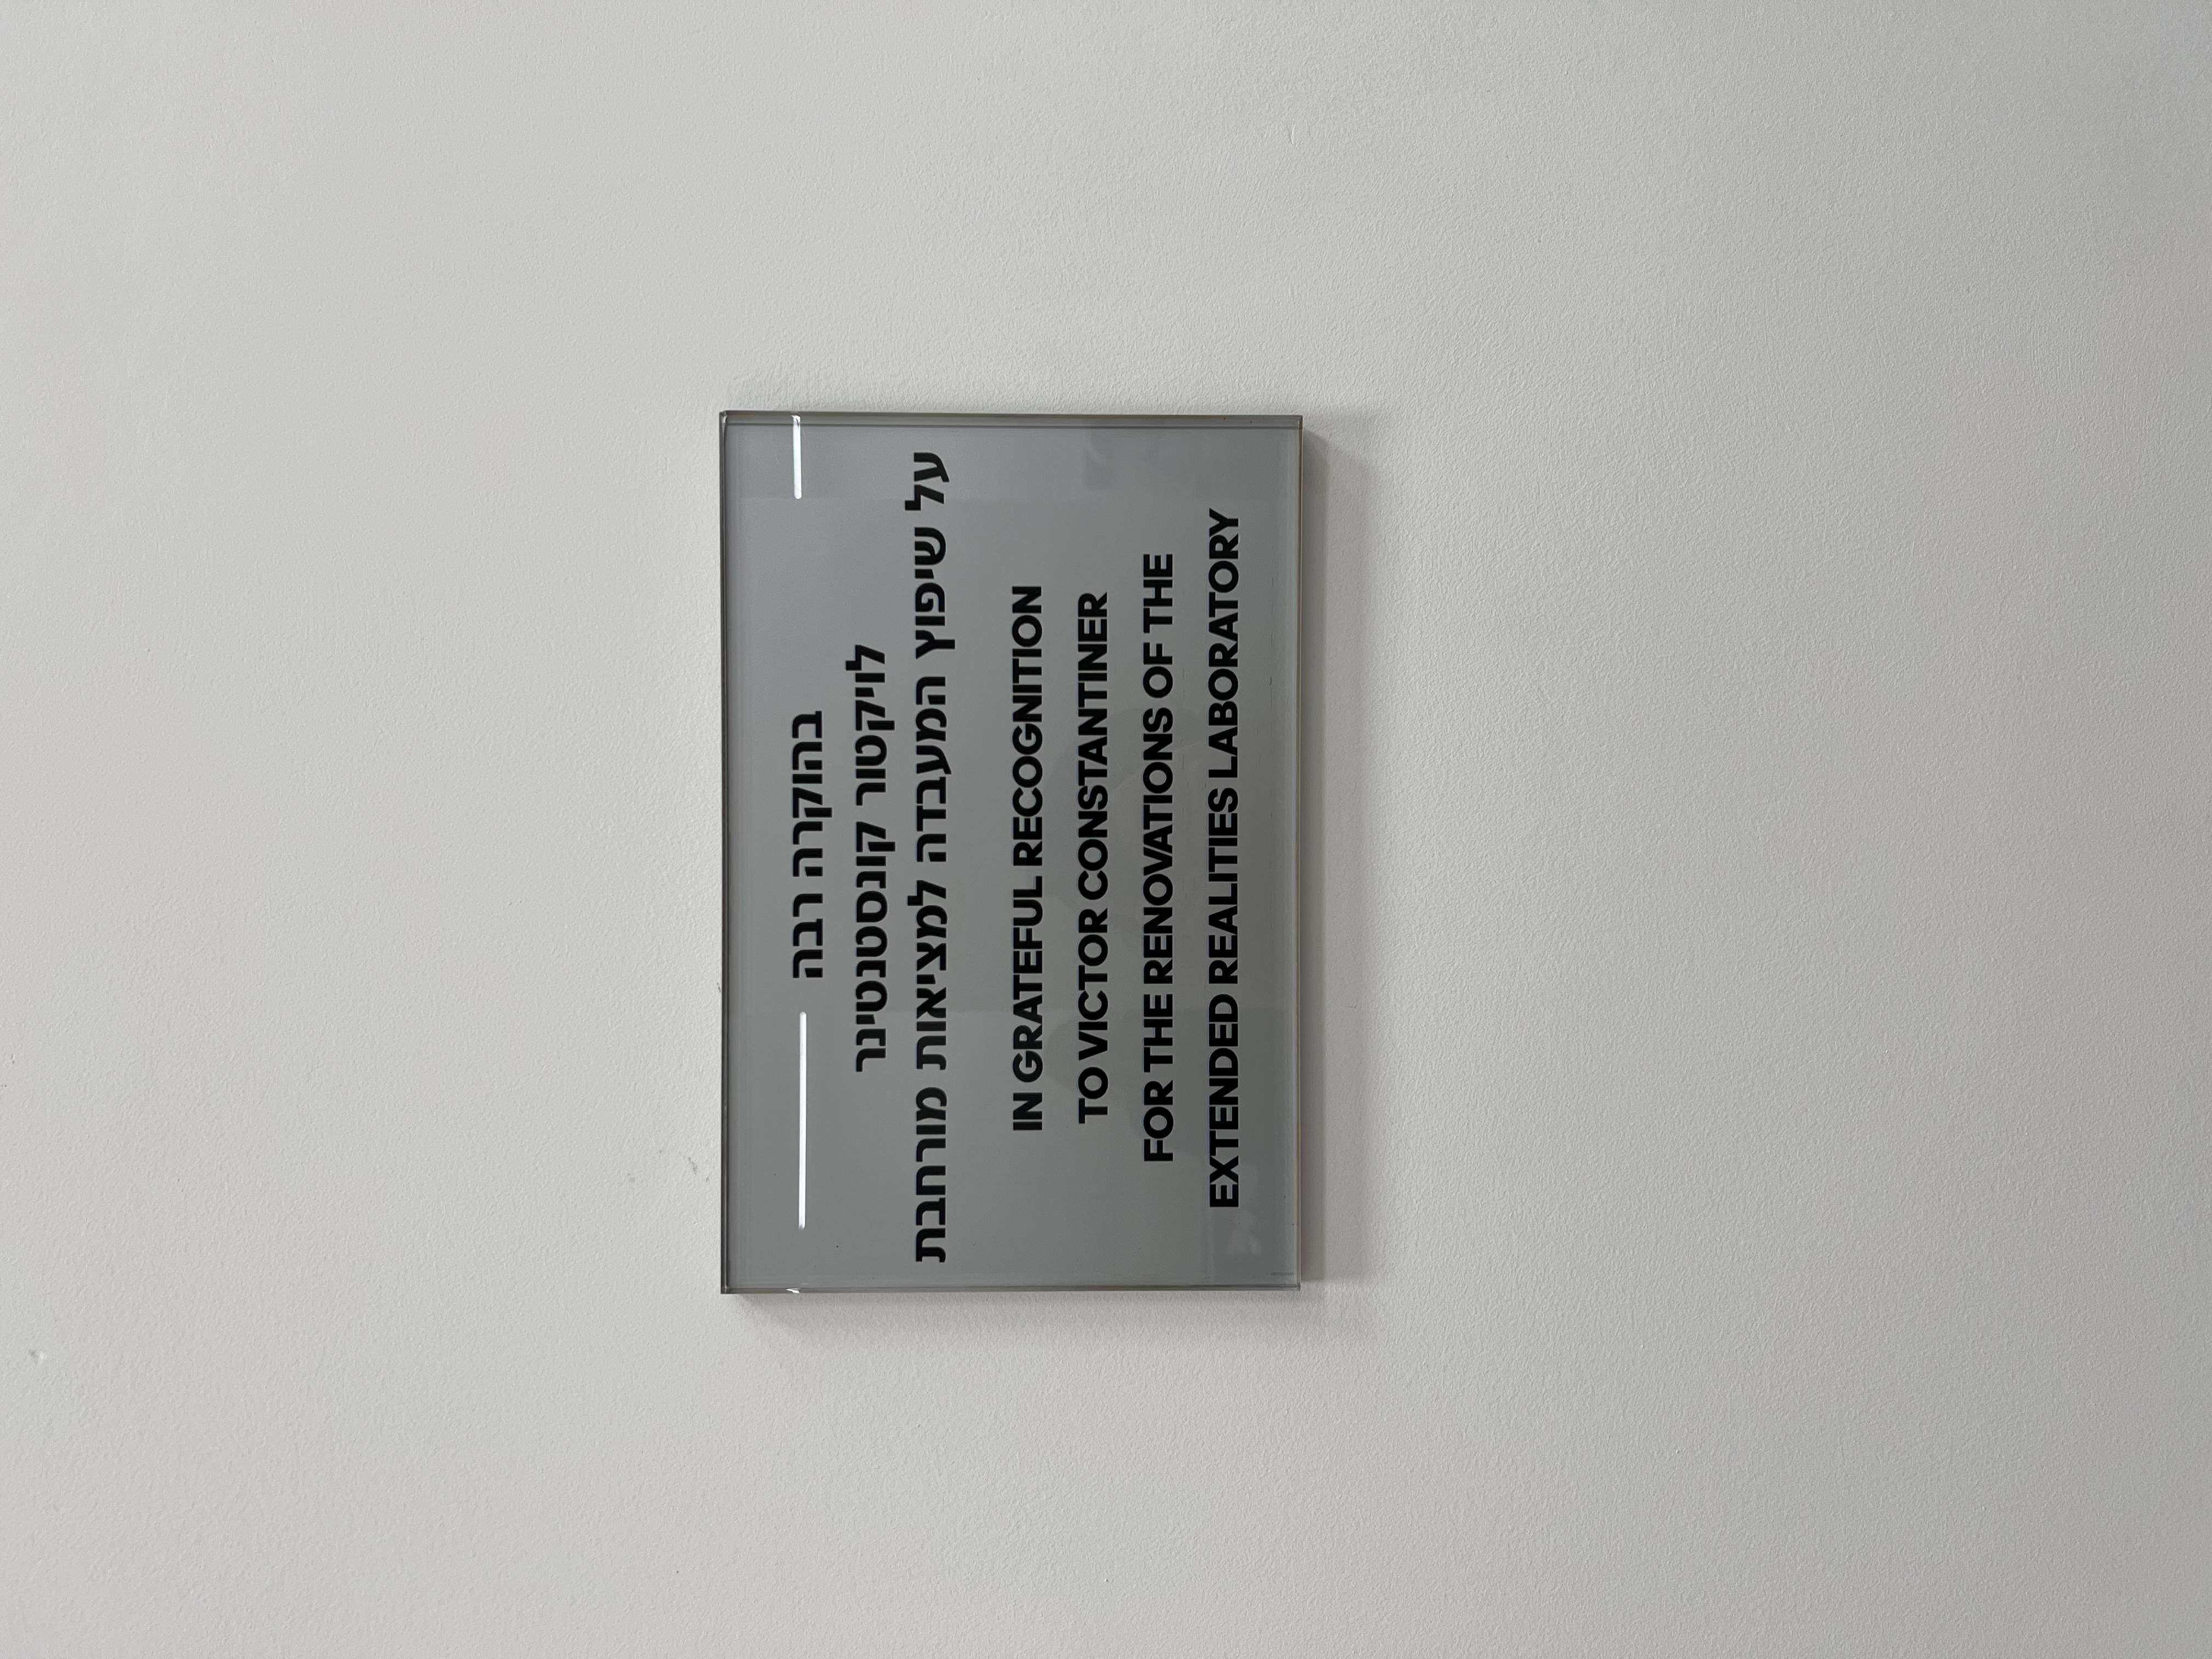 בהוקרה רבה
לויקטור קונסטנטינר
על שיפוץ המעבדה למציאות מורחבת
IN GRATEFUL RECOGNITION
TO VICTOR CONSTANTINER
FOR THE RENOVATIONS OF THE
EXTENDED REALITIES LABORATORY